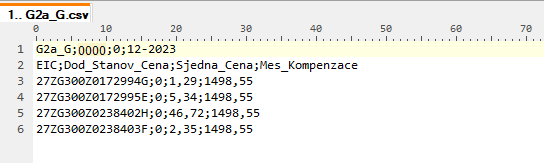 1.. G2a_G.csv
0 10 20 30 40 50
1 G2a_G;0000;0;12-2023
2 EIC;Dod_Stanov_Cena;Sjedna_Cena;Mes_Kompenzace
3 27ZG300Z0172994G;0;1,29;1498,55
4 27ZG300Z0172995E;0;5,34;1498,55
5 27ZG300Z0238402H;0;46,72;1498,55
6 27ZG300Z0238403F;0;2,35;1498,55